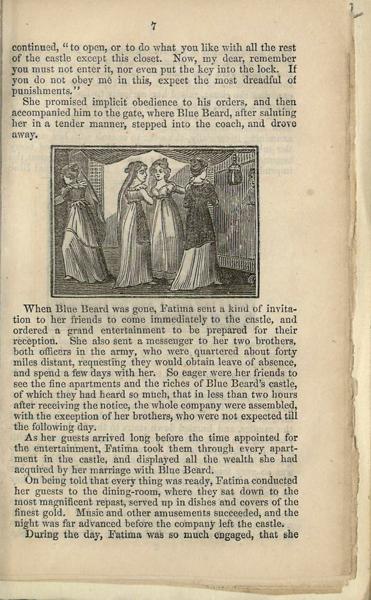 7
2
continued, "to open, or to do what you like with all the rest
of the castle except this closet. Now, my dear, remember
you must not enter it, nor even put the key into the lock. If
you do not obey me in this, expect the most dreadful of
punishments."
She promised implicit obedience to his orders, and then
accompanied him to the gate, where Blue Beard, after saluting
her in a tender manner, stepped into the coach, and drove
away.
When Blue Beard was gone, Fatima sent a kind of invita-
tion to her friends to come immediately to the castle, and
ordered a grand entertainment to be prepared for their
reception. She also sent a messenger to her two brothers,
both officers in the army, who were quartered about forty
miles distant, requesting they would obtain leave of absence,
and spend a few days with her. So eager were her friends to
see the fine apartments and the riches of Blue Beard's castle,
of which they had heard so much, that in less than two hours
after receiving the notice, the whole company were assembled,
with the exception of her brothers, who were not expected till
the following day.
As her guests arrived long before the time appointed for
the entertainment, Fatima took them through every apart-
ment in the castle, and displayed all the wealth she had
acquired by her marriage with Blue Beard.
On being told that every thing was ready, Fatima conducted
her guests to the dining-room, where they sat down to the
most magnificent repast, served up in dishes and covers of the
finest gold. Music and other amusements succeeded, and the
night was far advanced before the company left the castle.
During the day, Fatima was so much engaged, that she